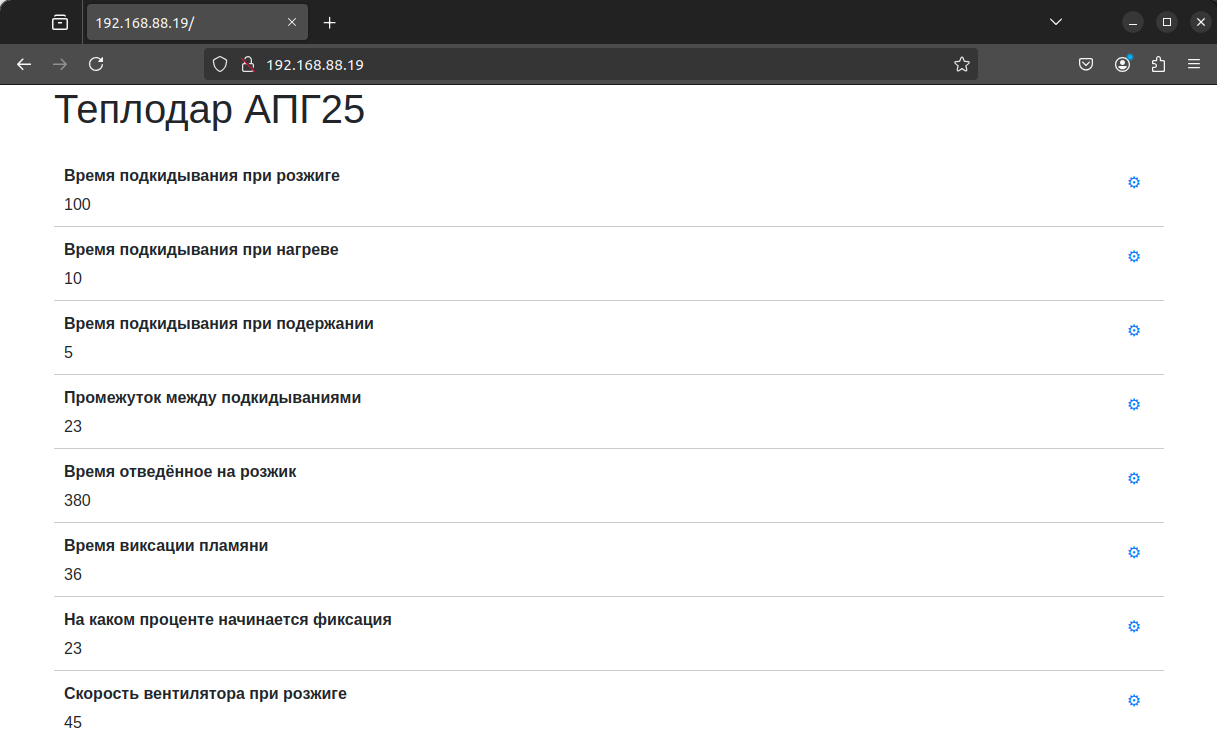 192.168.88.19/
192.168.88.19
Теплодар АПГ25
Время подкидывания при розжиге
100
Время подкидывания при нагреве
10
Время подкидывания при подержании
5
Промежуток между подкидываниями
23
Время отведённое на розжик
380
Время виксации пламяни
36
На каком проценте начинается фиксация
23
Скорость вентилятора при розжиге
45